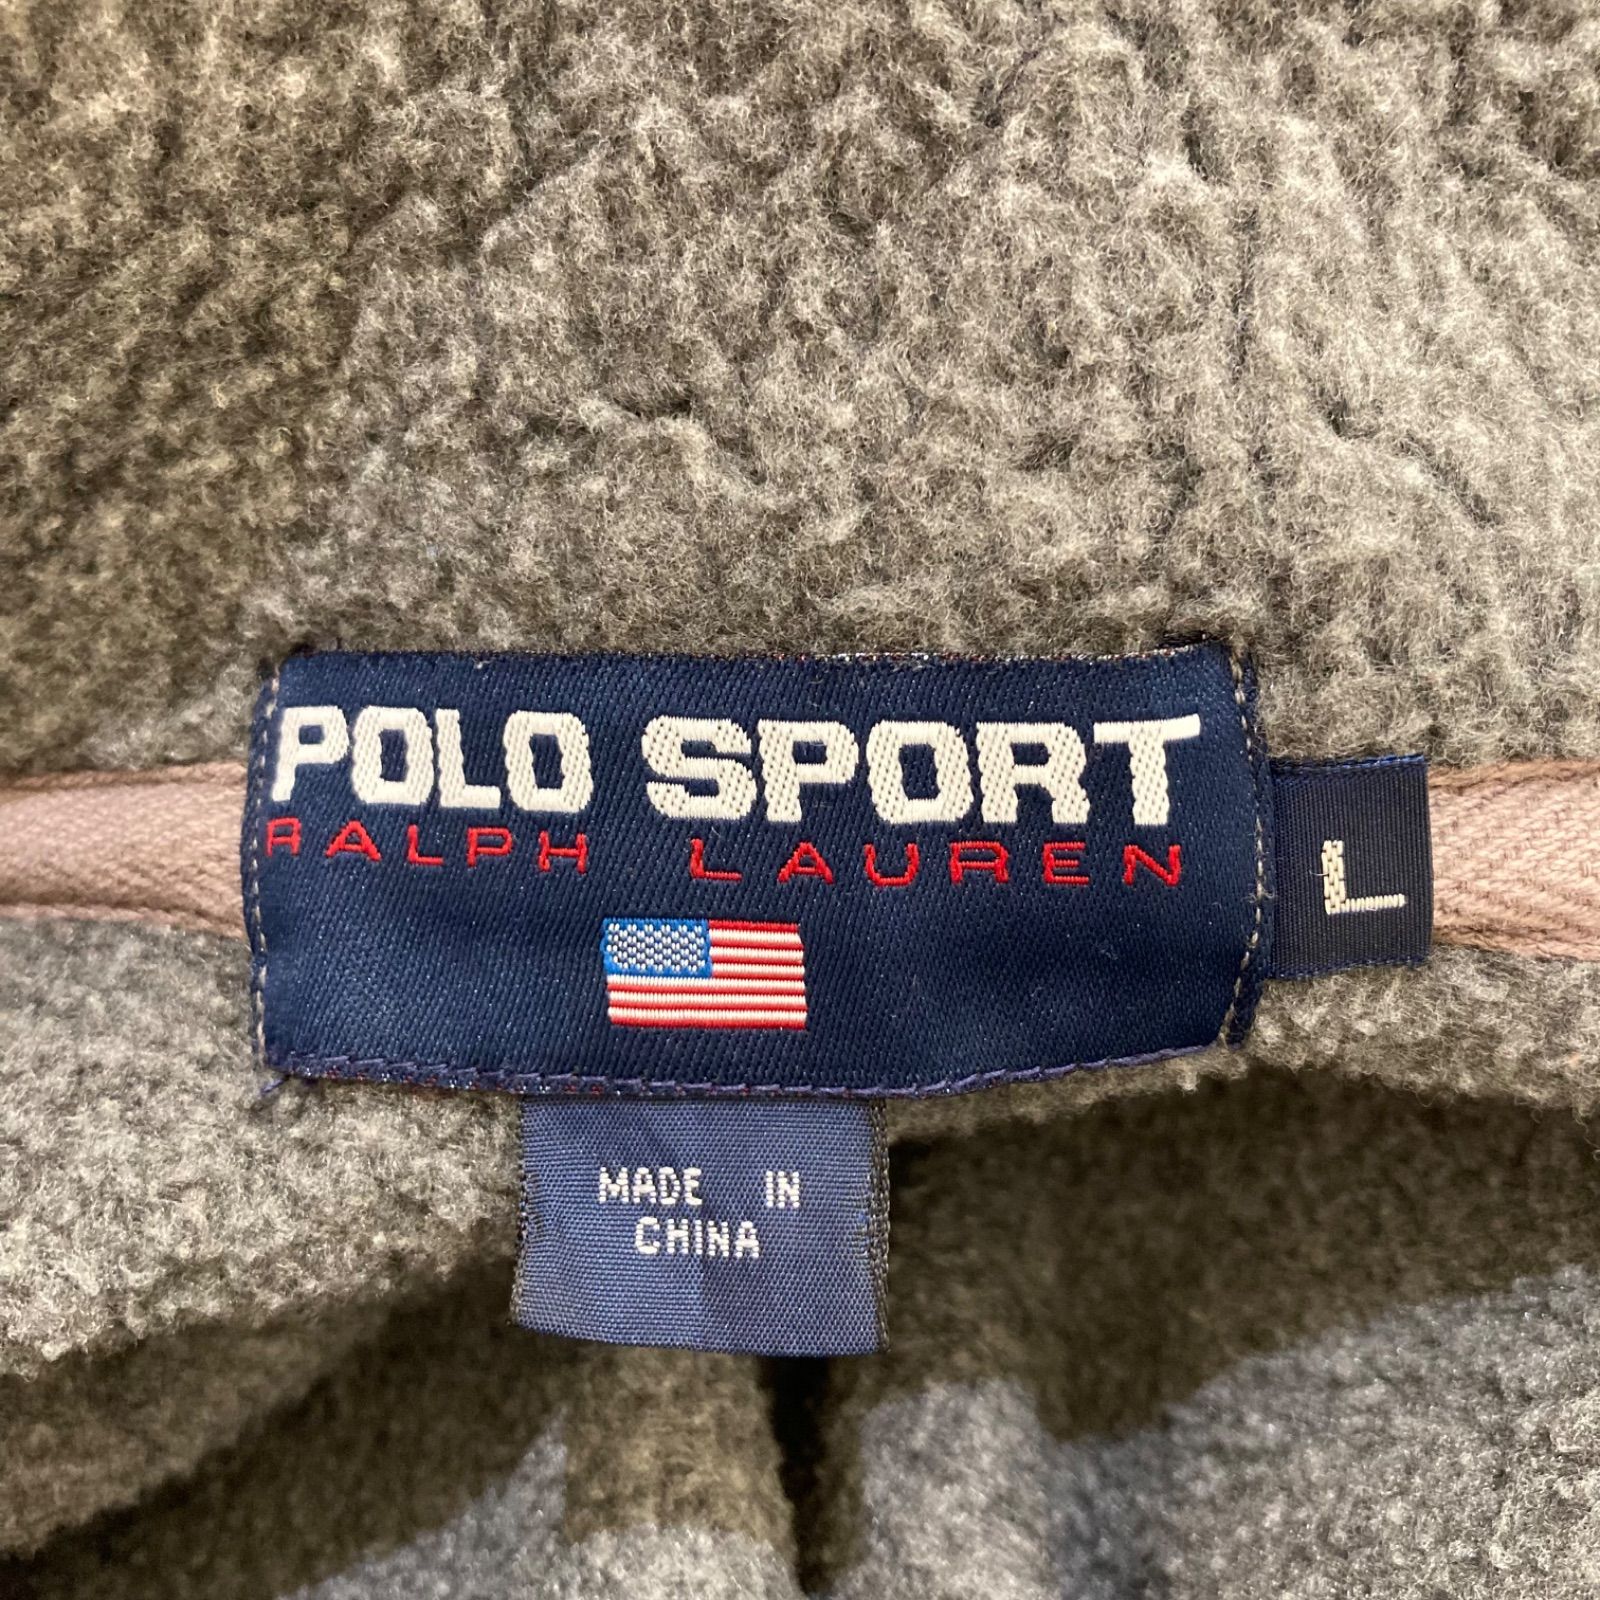 POLO SPORT
RALPH LAUREN
L
MADE IN
CHINA